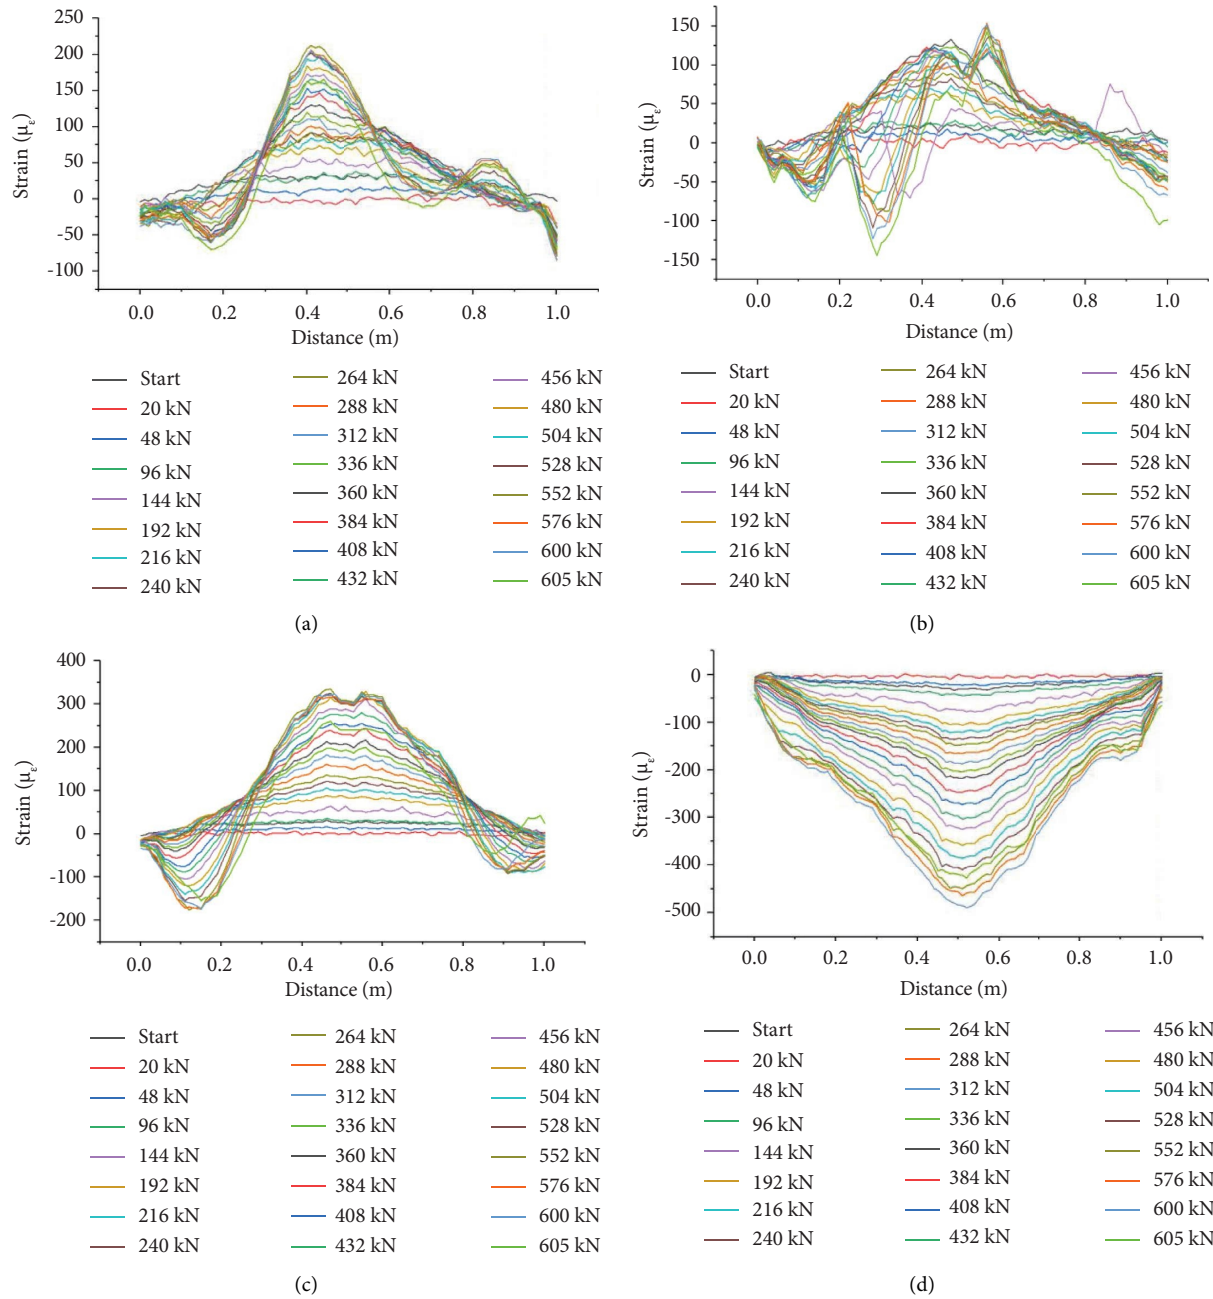 250
200
150
100
50
0
-50
-100
Strain (με)
0.0 0.2 0.4 0.6 0.8 1.0
Distance (m)
Start 264 kN 456 kN
20 kN 288 kN 480 kN
48 kN 312 kN 504 kN
96 kN 336 kN 528 kN
144 kN 360 kN 552 kN
192 kN 384 kN 576 kN
216 kN 408 kN 600 kN
240 kN 432 kN 605 kN
(a)
150
100
50
0
-50
-100
-150
Strain (με)
0.0 0.2 0.4 0.6 0.8 1.0
Distance (m)
Start 264 kN 456 kN
20 kN 288 kN 480 kN
48 kN 312 kN 504 kN
96 kN 336 kN 528 kN
144 kN 360 kN 552 kN
192 kN 384 kN 576 kN
216 kN 408 kN 600 kN
240 kN 432 kN 605 kN
(b)
400
300
200
100
0
-100
-200
Strain (με)
0.0 0.2 0.4 0.6 0.8 1.0
Distance (m)
Start 264 kN 456 kN
20 kN 288 kN 480 kN
48 kN 312 kN 504 kN
96 kN 336 kN 528 kN
144 kN 360 kN 552 kN
192 kN 384 kN 576 kN
216 kN 408 kN 600 kN
240 kN 432 kN 605 kN
(c)
0
-100
-200
-300
-400
-500
Strain (με)
0.0 0.2 0.4 0.6 0.8 1.0
Distance (m)
Start 264 kN 456 kN
20 kN 288 kN 480 kN
48 kN 312 kN 504 kN
96 kN 336 kN 528 kN
144 kN 360 kN 552 kN
192 kN 384 kN 576 kN
216 kN 408 kN 600 kN
240 kN 432 kN 605 kN
(d)